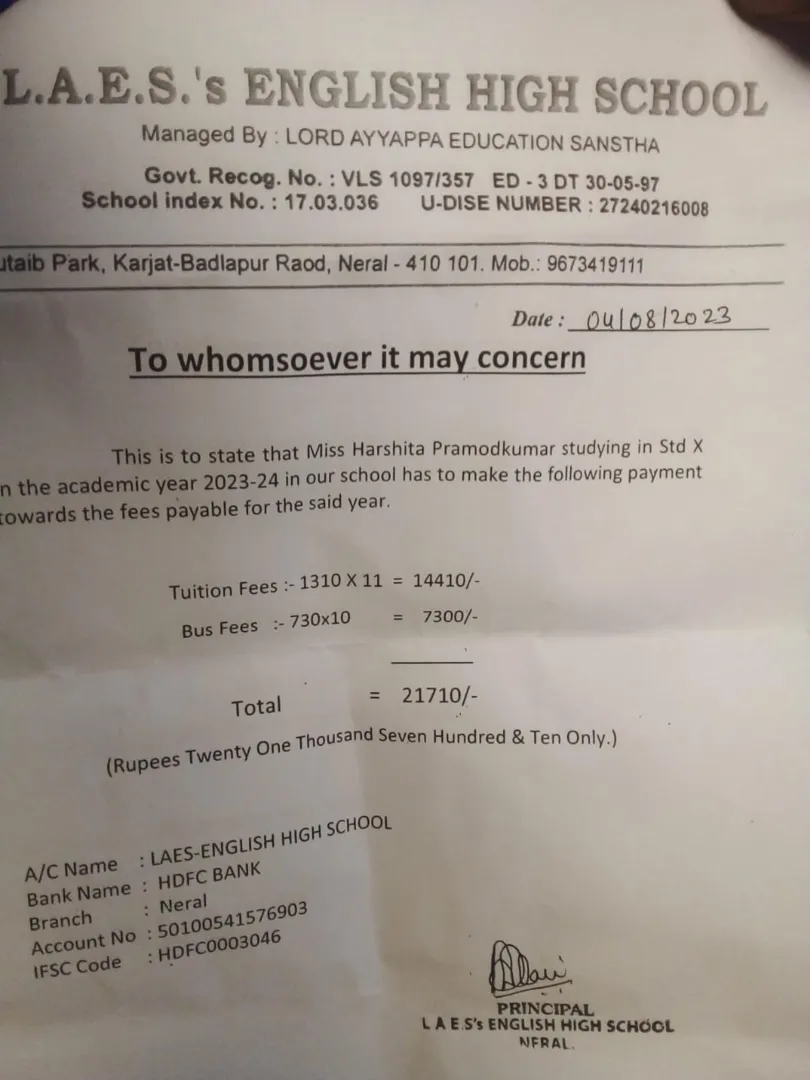 L.A.E.S.'s ENGLISH HIGH SCHOOL
Managed By : LORD AYYAPPA EDUCATION SANSTHA
Govt. Recog. No. : VLS 1097/357 ED - 3 DT 30-05-97
School index No. : 17.03.036 U-DISE NUMBER : 27240216008
Park, Karjat-Badlapur Raod, Neral - 410 101. Mob.: 9673419111
Date : 04/08/2023
To whomsoever it may concern
This is to state that Miss Harshita Pramodkumar studying in Std X
n the academic year 2023-24 in our school has to make the following payment
towards the fees payable for the said year.
Tuition Fees :- 1310 X 11 = 14410/-
Bus Fees :- 730x10 = 7300/-
Total = 21710/-
(Rupees Twenty One Thousand Seven Hundred & Ten Only.)
A/C Name : LAES-ENGLISH HIGH SCHOOL
Bank Name : HDFC BANK
Branch : Neral
Account No : 50100541576903
IFSC Code : HDFC0003046
PRINCIPAL
L A E.S's ENGLISH HIGH SCHOOL
NERAL.